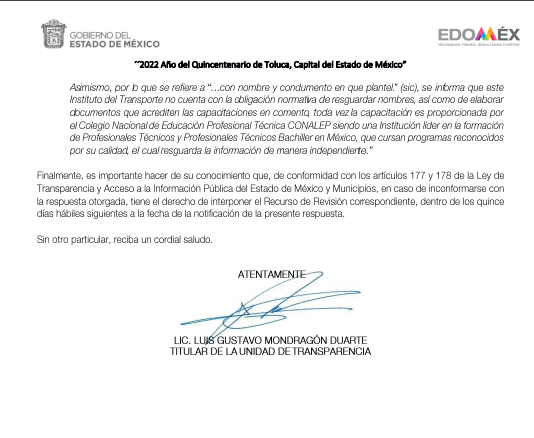 GOBIERNO DEL
ESTADO DE MÉXICO
EDOMÉX
DECISIONES FIRMES, RESULTADOS FUERTES.
“2022 Año del Quincentenario de Toluca, Capital del Estado de México”
Asimismo, por lo que se refiere a “…con nombre y condumento en que plantel.” (sic), se informa que este
Instituto del Transporte no cuenta con la obligación normativa de resguardar nombres, así como de elaborar
documentos que acrediten las capacitaciones en comento, toda vez la capacitación es proporcionada por
el Colegio Nacional de Educación Profesional Técnica CONALEP siendo una Institución líder en la formación
de Profesionales Técnicos y Profesionales Técnicos Bachiller en México, que cursan programas reconocidos
por su calidad, el cual resguarda la información de manera independiente.”
Finalmente, es importante hacer de su conocimiento que, de conformidad con los artículos 177 y 178 de la Ley de
Transparencia y Acceso a la Información Pública del Estado de México y Municipios, en caso de inconformarse con
la respuesta otorgada, tiene el derecho de interponer el Recurso de Revisión correspondiente, dentro de los quince
días hábiles siguientes a la fecha de la notificación de la presente respuesta.
Sin otro particular, reciba un cordial saludo.
ATENTAMENTE
LIC. LUIS GUSTAVO MONDRAGÓN DUARTE
TITULAR DE LA UNIDAD DE TRANSPARENCIA